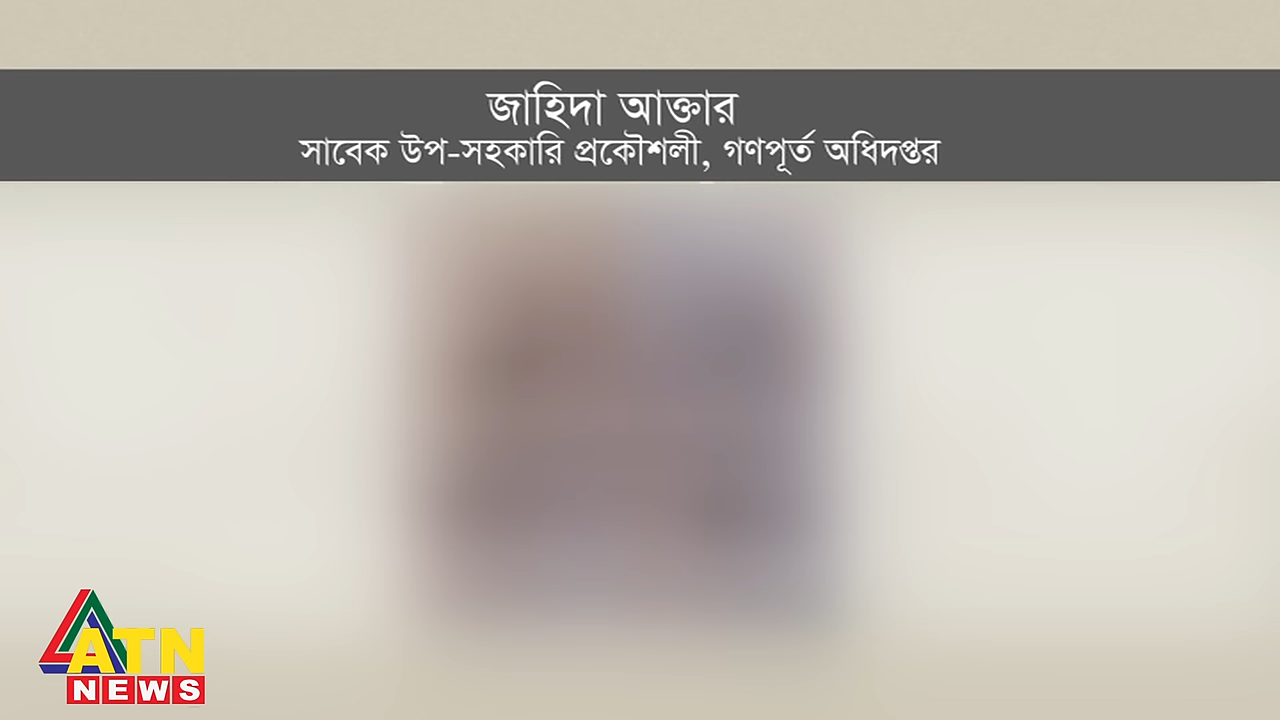 জাহিদা আক্তার
সাবেক উপ-সহকারি প্রকৌশলী, গণপূর্ত অধিদপ্তর
ATN
NEWS